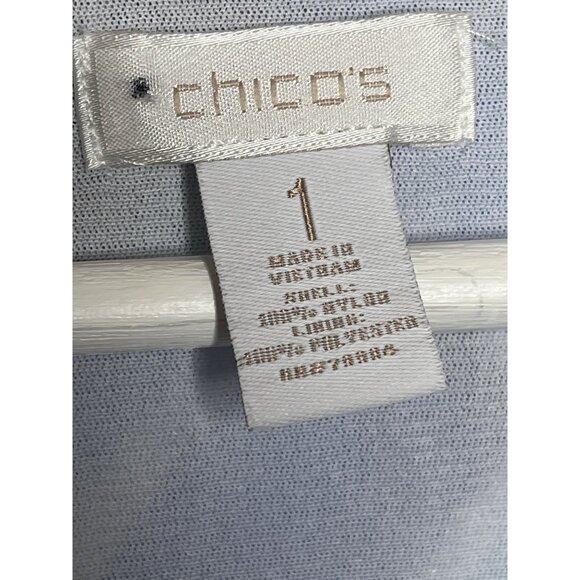 chico's
1
MADE IN
VIETNAM
SHELL:
100% NYLON
LINING:
100% POLYESTER